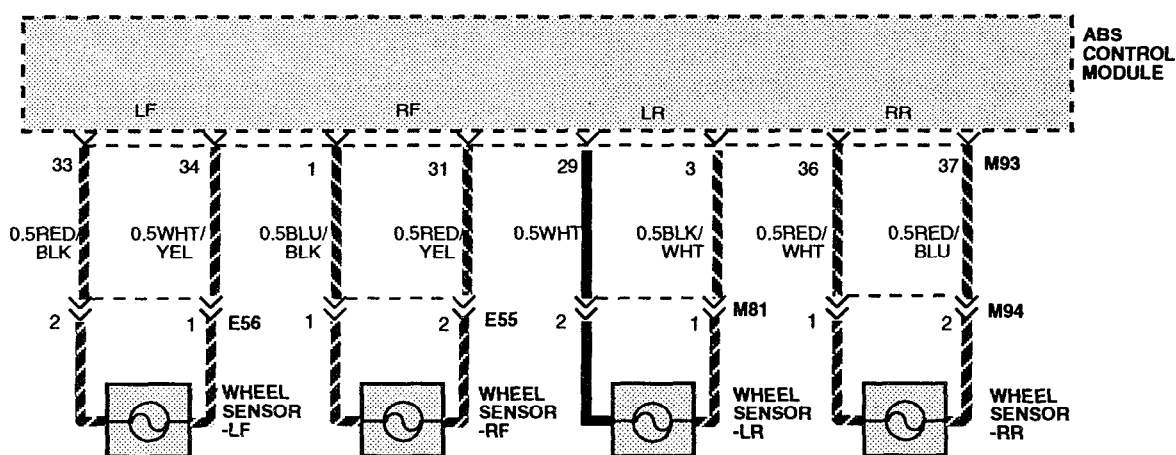 ABS
CONTROL
MODULE
LF RF LR RR
33 34 1 31 29 3 36 37 M93
0.5RED/ 0.5WHT/ 0.5BLU/ 0.5RED/ 0.5WHT 0.5BLK/ 0.5RED/ 0.5RED/
BLK YEL BLK YEL WHT WHT BLU
2 1 E56 1 2 E55 2 1 M81 1 2 M94
WHEEL
SENSOR
-LF
WHEEL
SENSOR
-RF
WHEEL
SENSOR
-LR
WHEEL
SENSOR
-RR